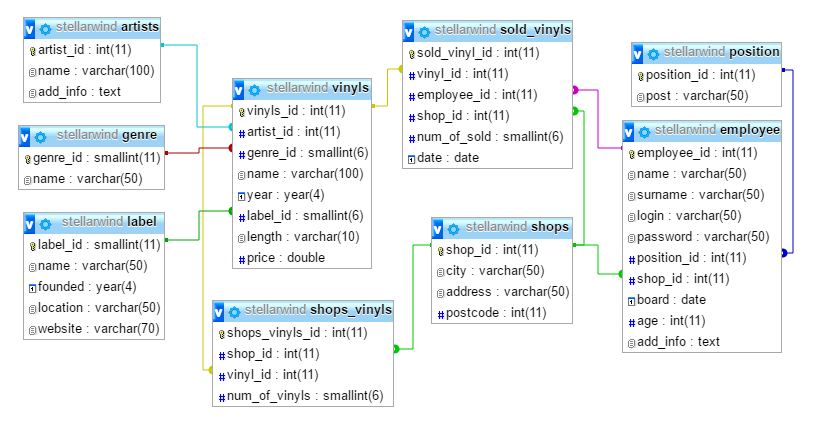 stellarwind artists
artist_id : int(11)
name : varchar(100)
add_info : text
stellarwind genre
genre_id : smallint(11)
name : varchar(50)
stellarwind label
label_id : smallint(11)
name : varchar(50)
founded : year(4)
location : varchar(50)
website : varchar(70)
stellarwind vinyls
vinyls_id : int(11)
artist_id : int(11)
genre_id : smallint(6)
name : varchar(100)
year : year(4)
label_id : smallint(6)
length : varchar(10)
price : double
stellarwind shops_vinyls
shops_vinyls_id : int(11)
shop_id : int(11)
vinyl_id : int(11)
num_of_vinyls : smallint(6)
stellarwind sold_vinyls
sold_vinyl_id : int(11)
vinyl_id : int(11)
employee_id : int(11)
shop_id : int(11)
num_of_sold : smallint(6)
date : date
stellarwind shops
shop_id : int(11)
city : varchar(50)
address : varchar(50)
postcode : int(11)
stellarwind position
position_id : int(11)
post : varchar(50)
stellarwind employee
employee_id : int(11)
name : varchar(50)
surname : varchar(50)
login : varchar(50)
password : varchar(50)
position_id : int(11)
shop_id : int(11)
board : date
age : int(11)
add_info : text